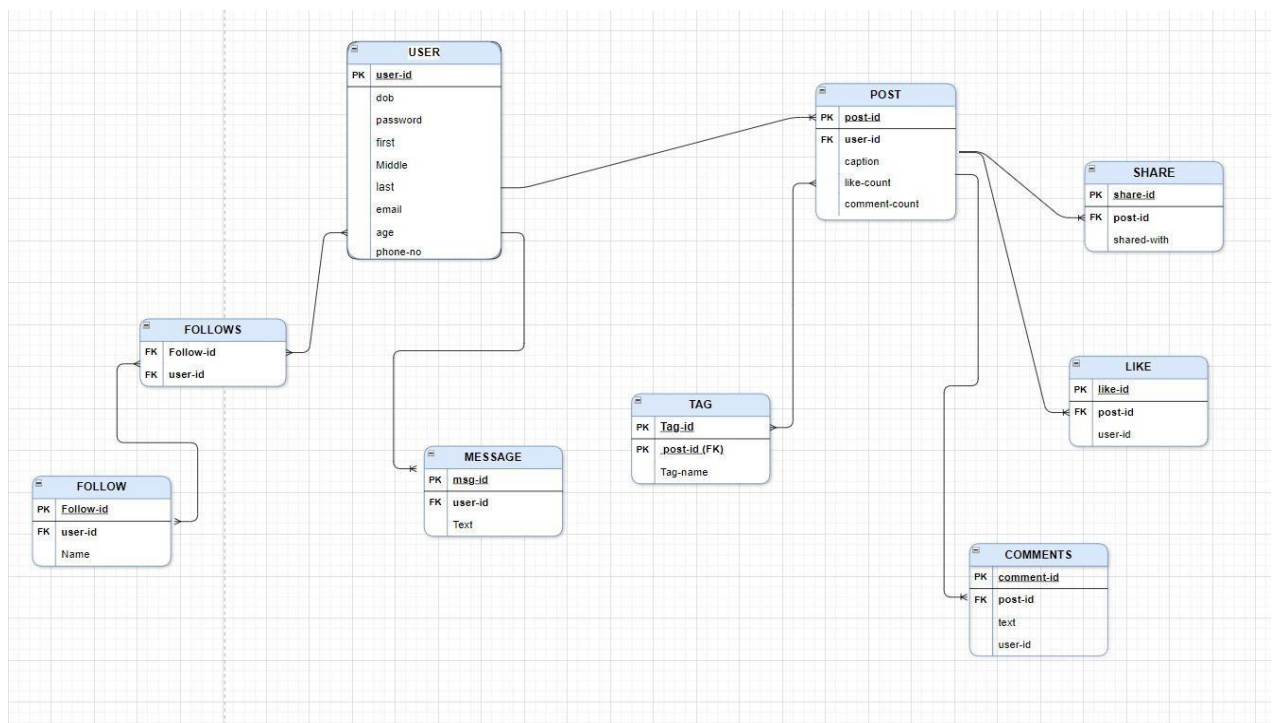 USER
PK user-id
dob
password
first
Middle
last
email
age
phone-no
POST
PK post-id
FK user-id
caption
like-count
comment-count
SHARE
PK share-id
FK post-id
shared-with
FOLLOWS
FK Follow-id
FK user-id
LIKE
PK like-id
FK post-id
user-id
TAG
PK Tag-id
PK post-id (FK)
Tag-name
MESSAGE
PK msg-id
FK user-id
Text
FOLLOW
PK Follow-id
FK user-id
Name
COMMENTS
PK comment-id
FK post-id
text
user-id